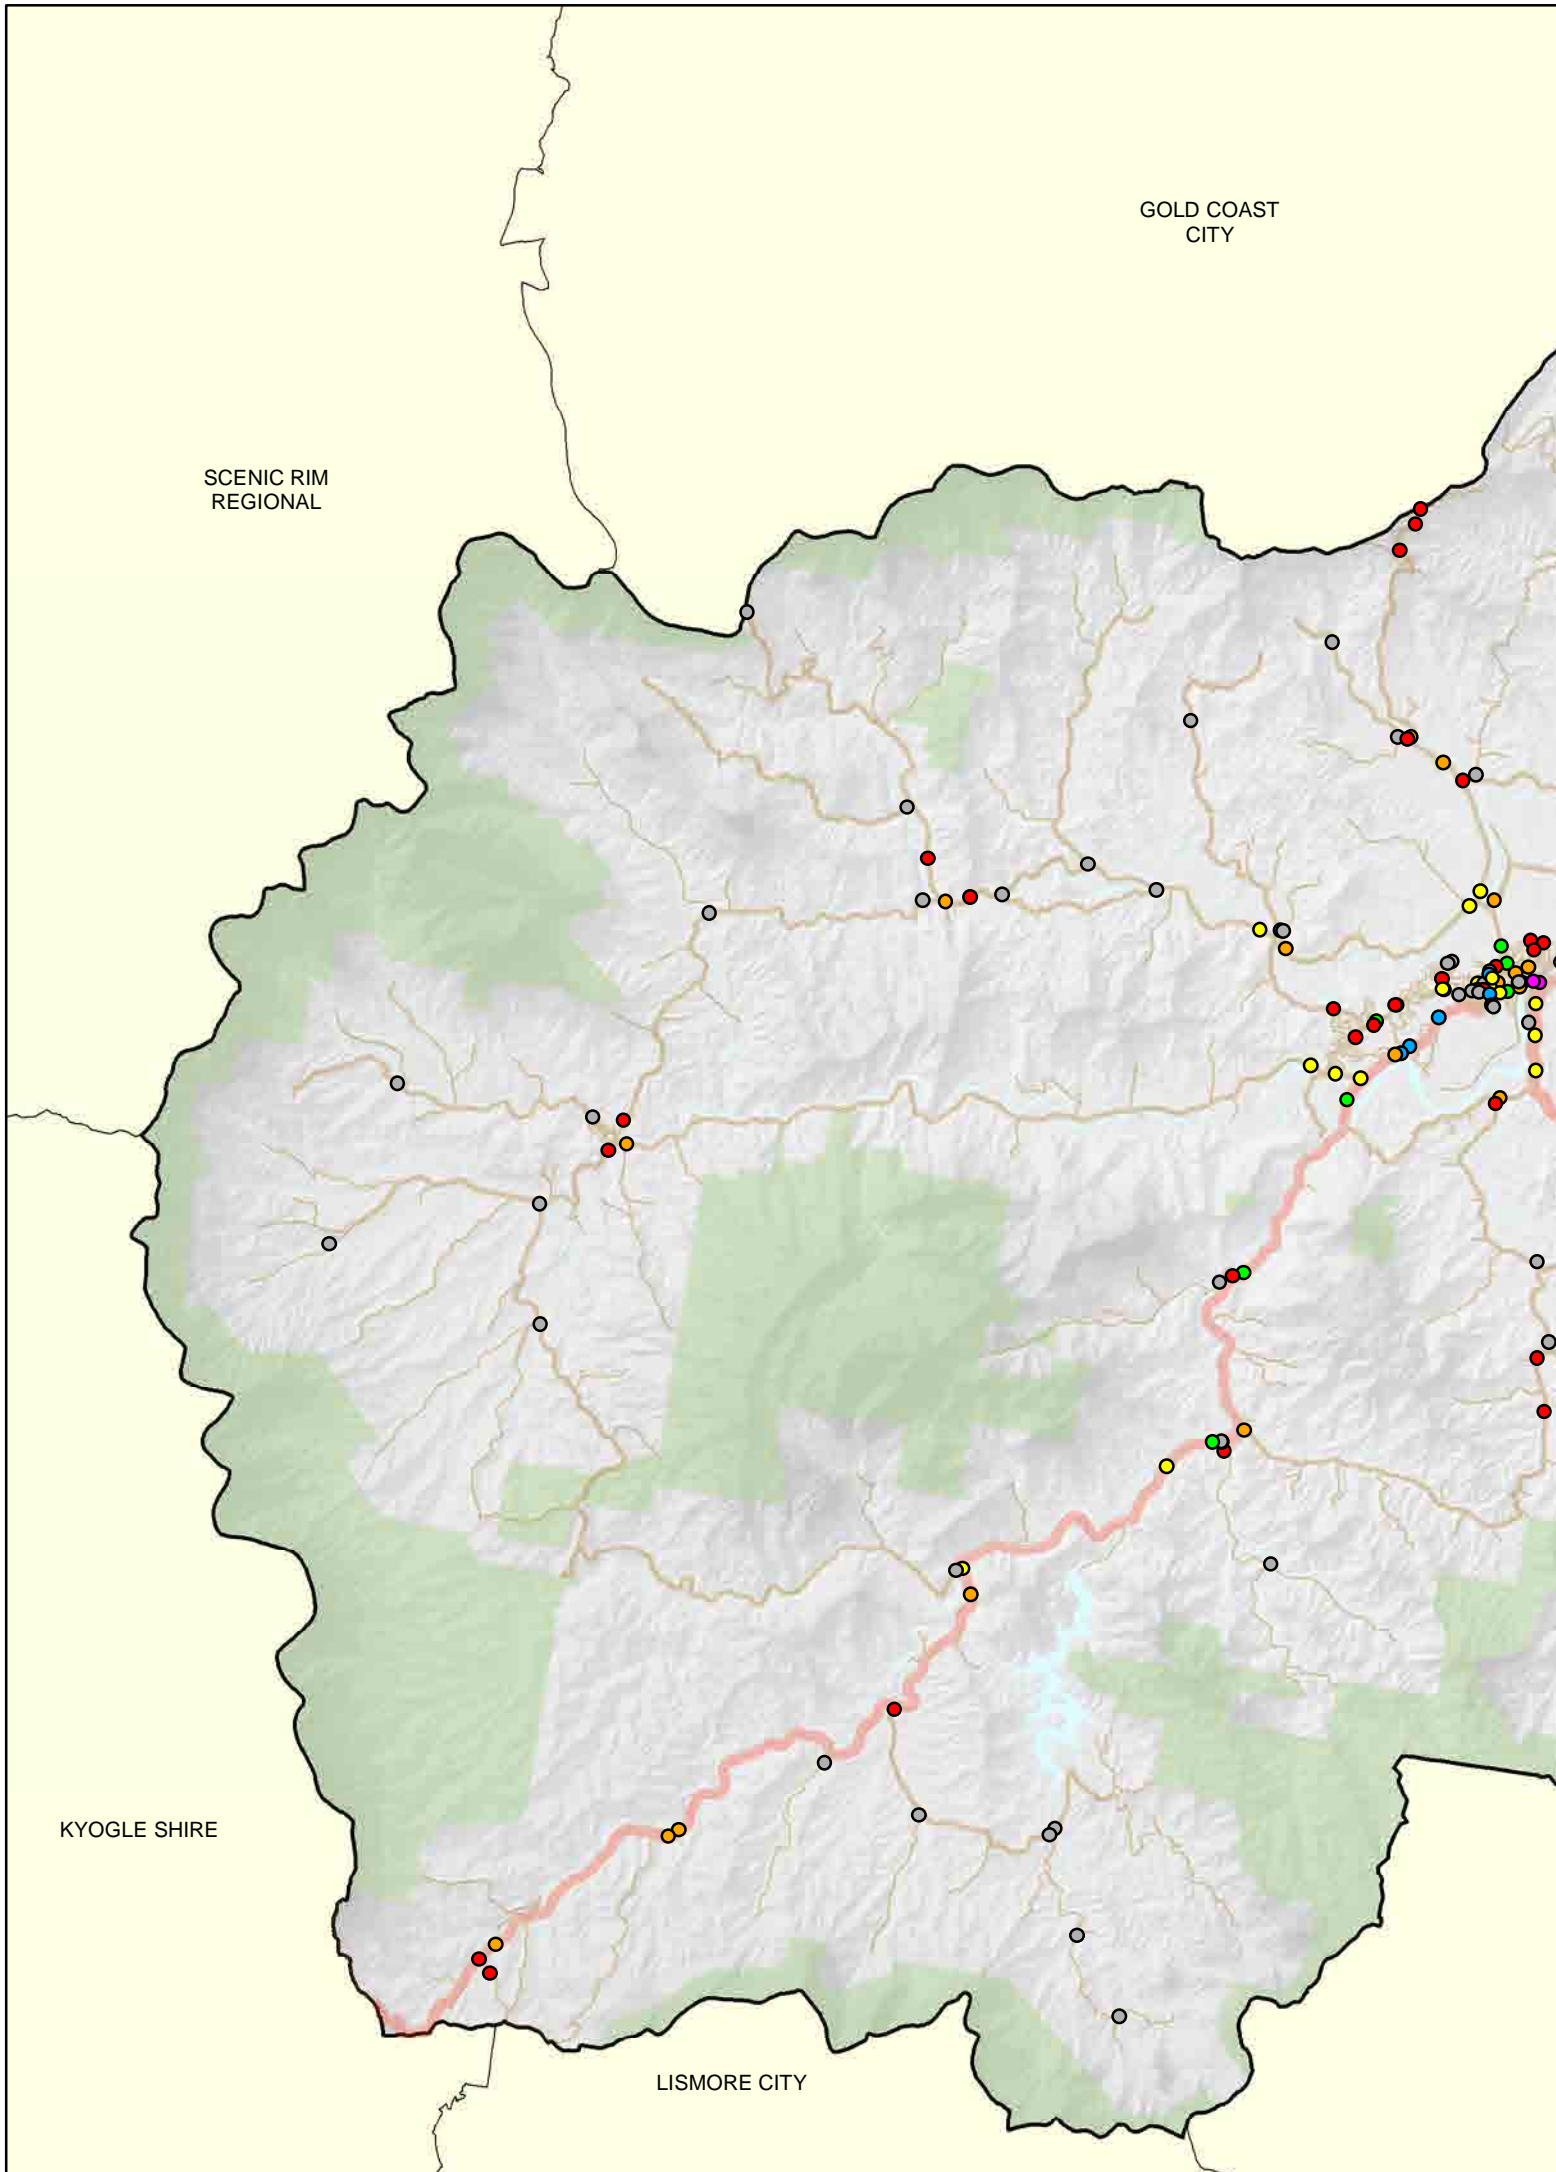 GOLD COAST
CITY
SCENIC RIM
REGIONAL
KYOGLE SHIRE
LISMORE CITY